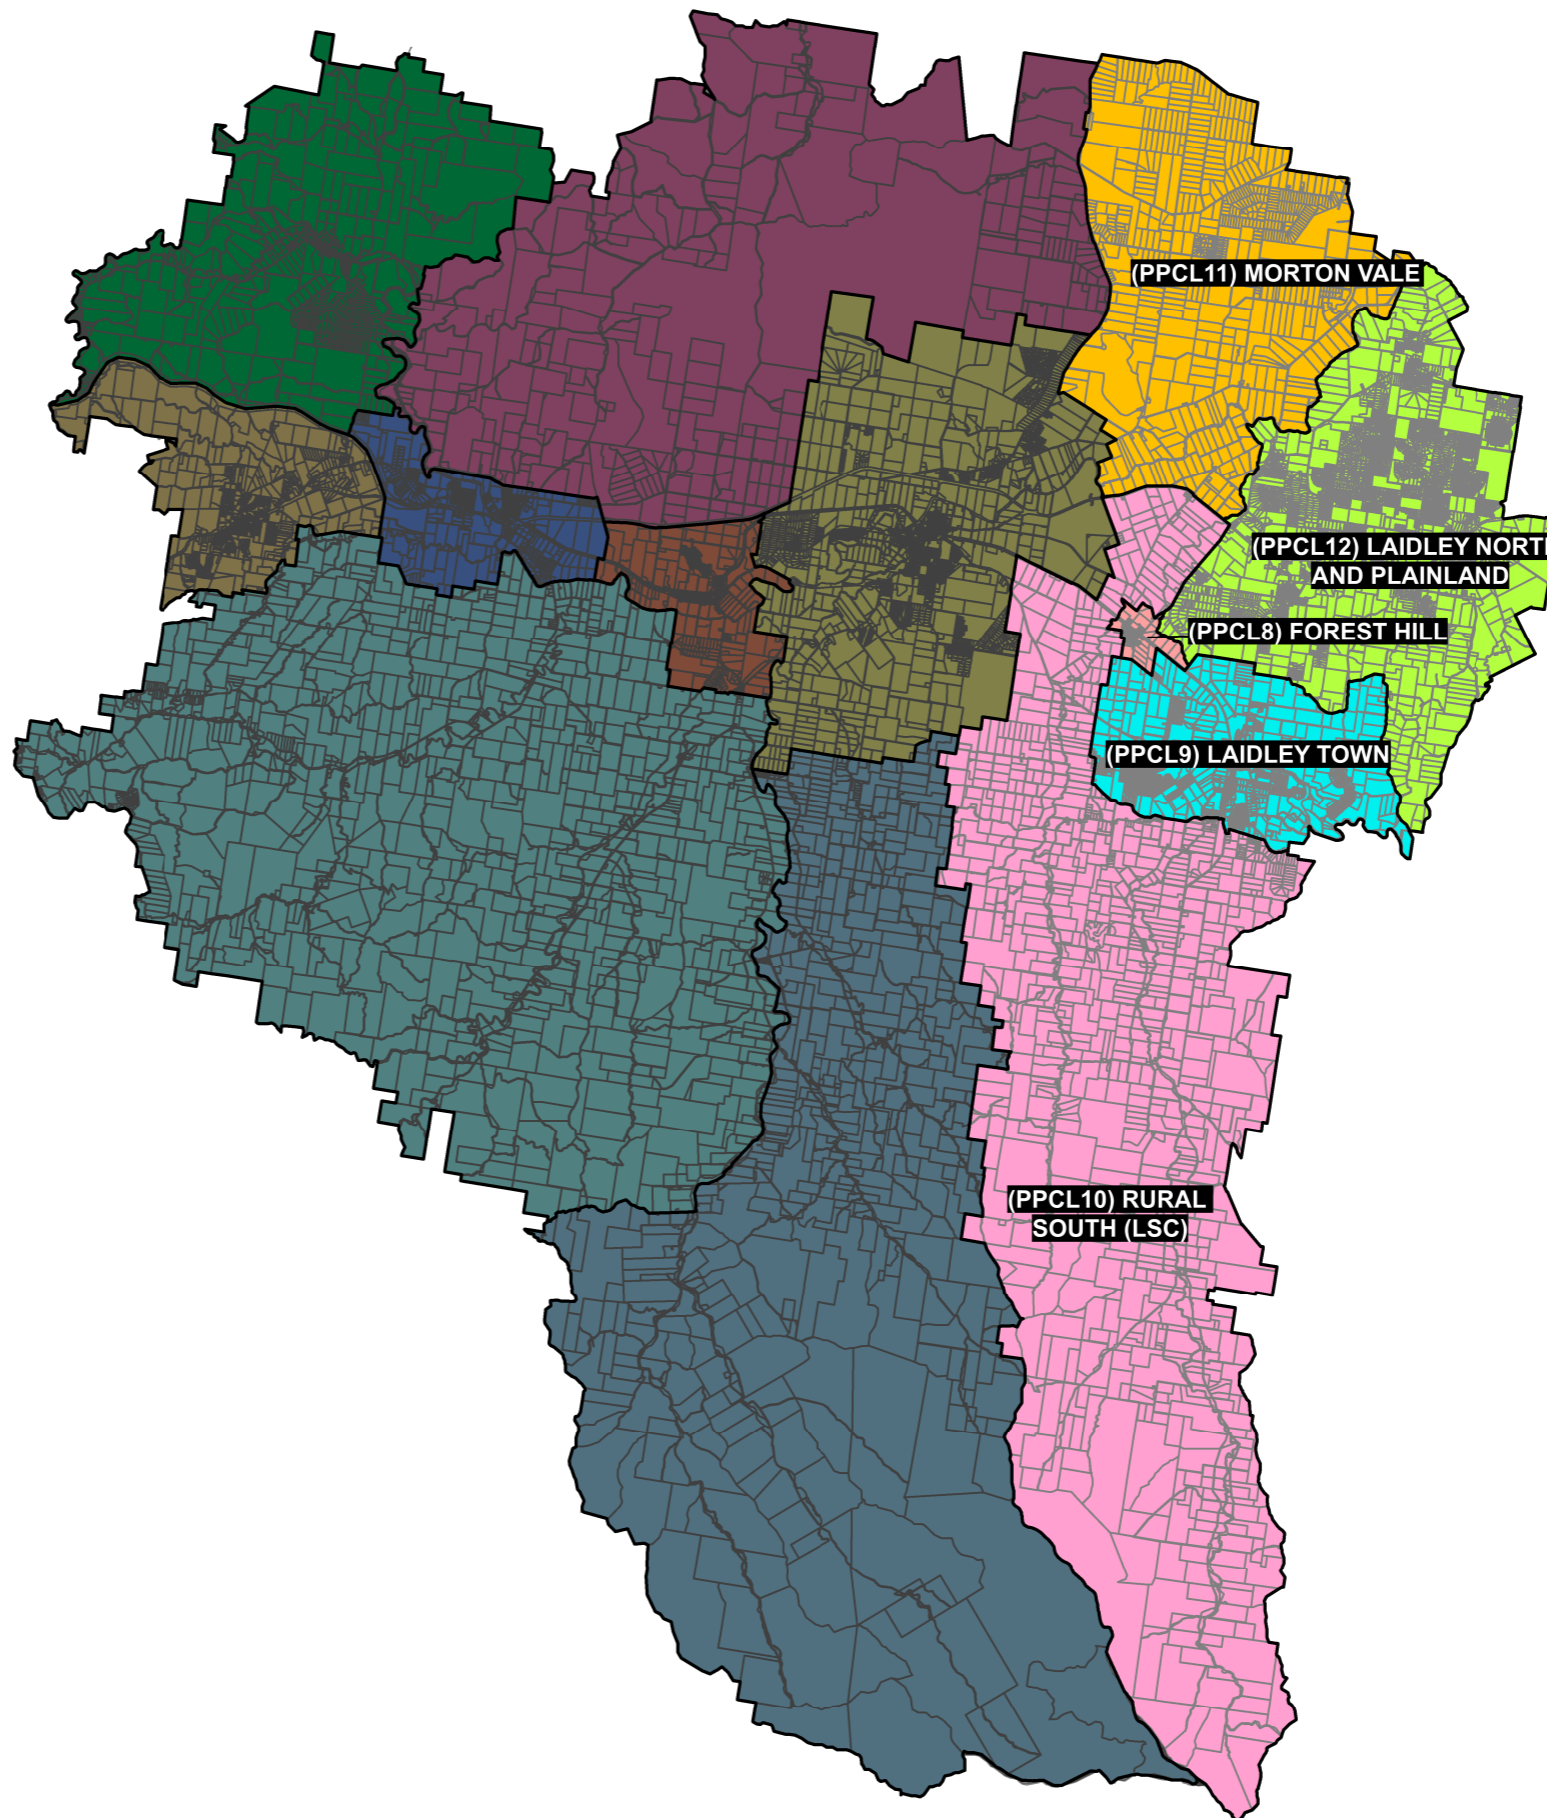 (PPCL11) MORTON VALE
(PPCL12) LAIDLEY NORT
AND PLAINLAND
(PPCL8) FOREST HILL
(PPCL9) LAIDLEY TOWN
(PPCL10) RURAL
SOUTH (LSC)